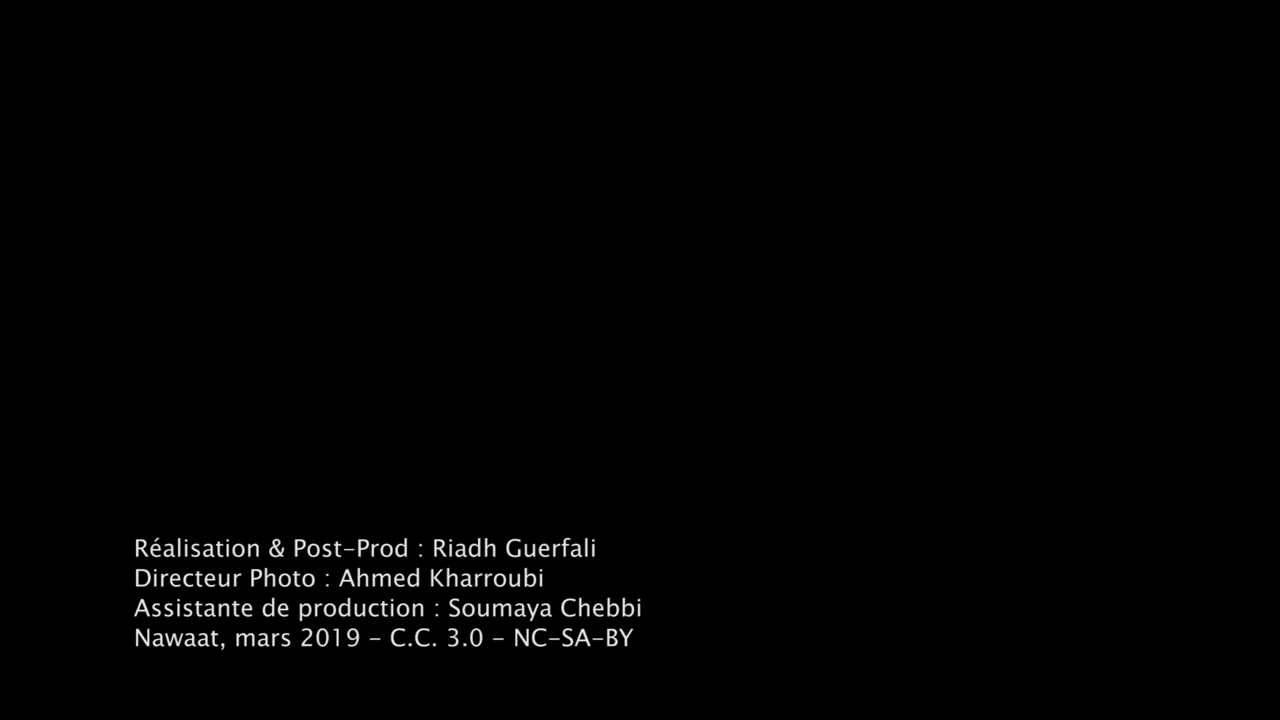 Réalisation & Post-Prod : Riadh Guerfali
Directeur Photo : Ahmed Kharroubi
Assistante de production : Soumaya Chebbi
Nawaat, mars 2019 - C.C. 3.0 - NC-SA-BY